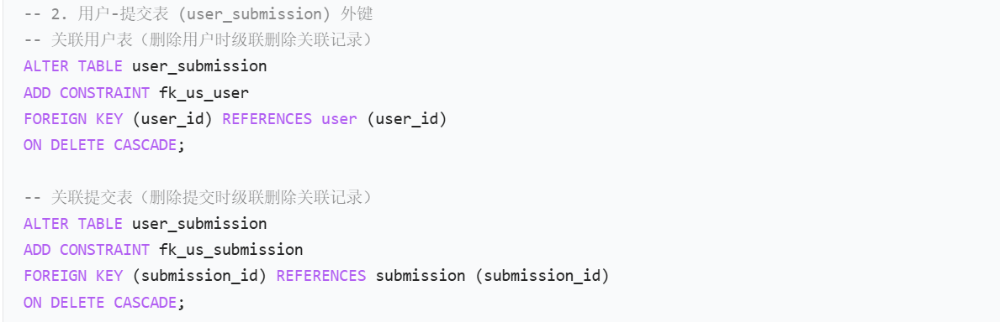 -- 2. 用户-提交表 (user_submission) 外键
-- 关联用户表（删除用户时级联删除关联记录）
ALTER TABLE user_submission
ADD CONSTRAINT fk_us_user
FOREIGN KEY (user_id) REFERENCES user (user_id)
ON DELETE CASCADE;

-- 关联提交表（删除提交时级联删除关联记录）
ALTER TABLE user_submission
ADD CONSTRAINT fk_us_submission
FOREIGN KEY (submission_id) REFERENCES submission (submission_id)
ON DELETE CASCADE;